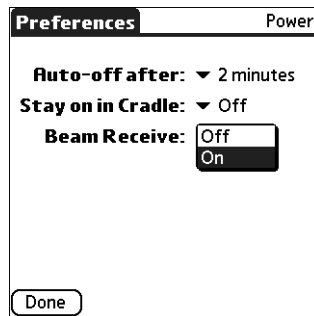 Preferences Power
Auto-off after: 2 minutes
Stay on in Cradle: Off
Beam Receive: Off
On
Done